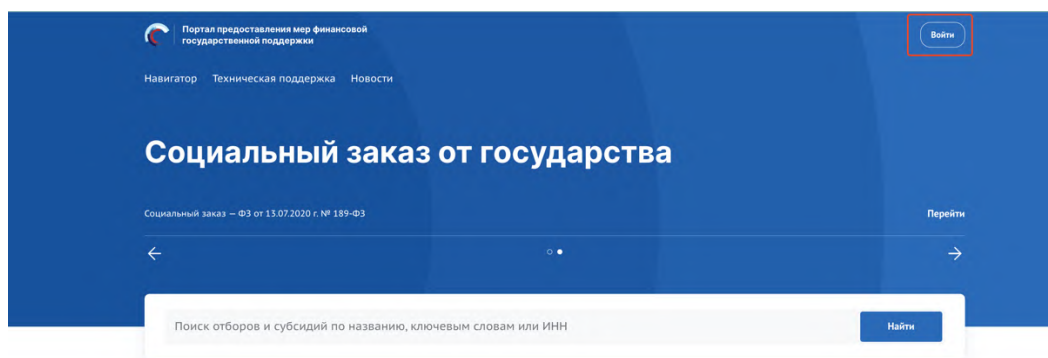 Портал предоставления мер финансовой
государственной поддержки
Войти
Навигатор Техническая поддержка Новости
Социальный заказ от государства
Социальный заказ – ФЗ от 13.07.2020 г. № 189-ФЗ
Перейти
Поиск отборов и субсидий по названию, ключевым словам или ИНН
Найти